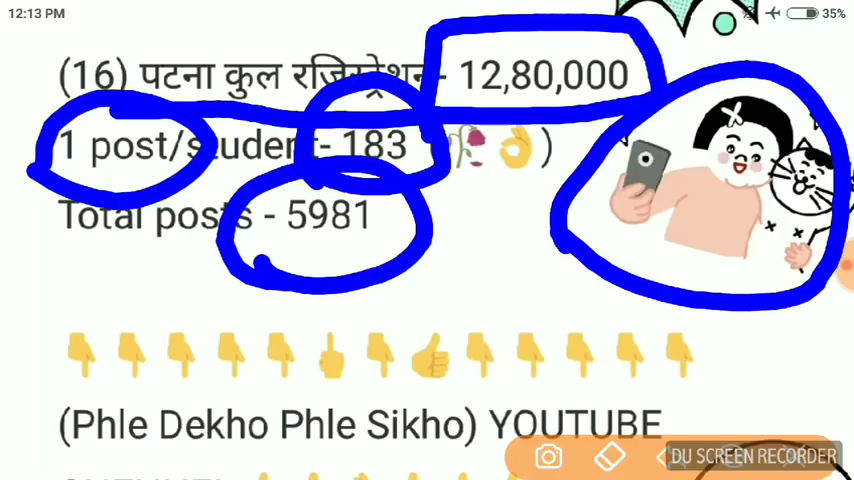 12:13 PM 35%
(16) पटना कुल रजिस्ट्रेशन- 12,80,000
1 post/student- 183 )
Total posts - 5981
(Phle Dekho Phle Sikho) YOUTUBE
DU SCREEN RECORDER